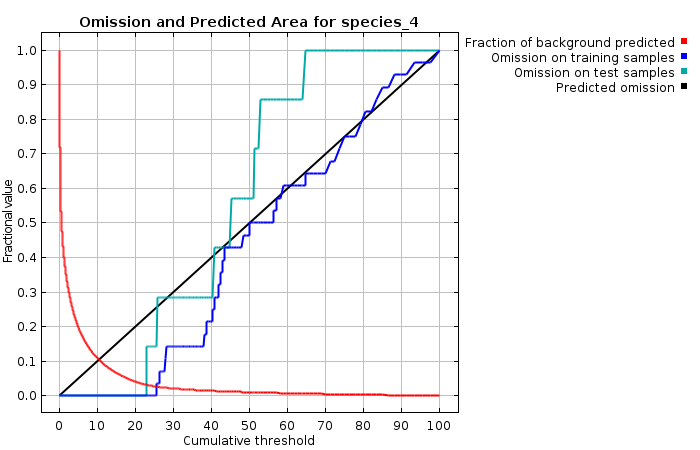 Omission and Predicted Area for species_4
Fraction of background predicted
Omission on training samples
Omission on test samples
Predicted omission
Fractional value
1.0
0.9
0.8
0.7
0.6
0.5
0.4
0.3
0.2
0.1
0.0
0 10 20 30 40 50 60 70 80 90 100
Cumulative threshold